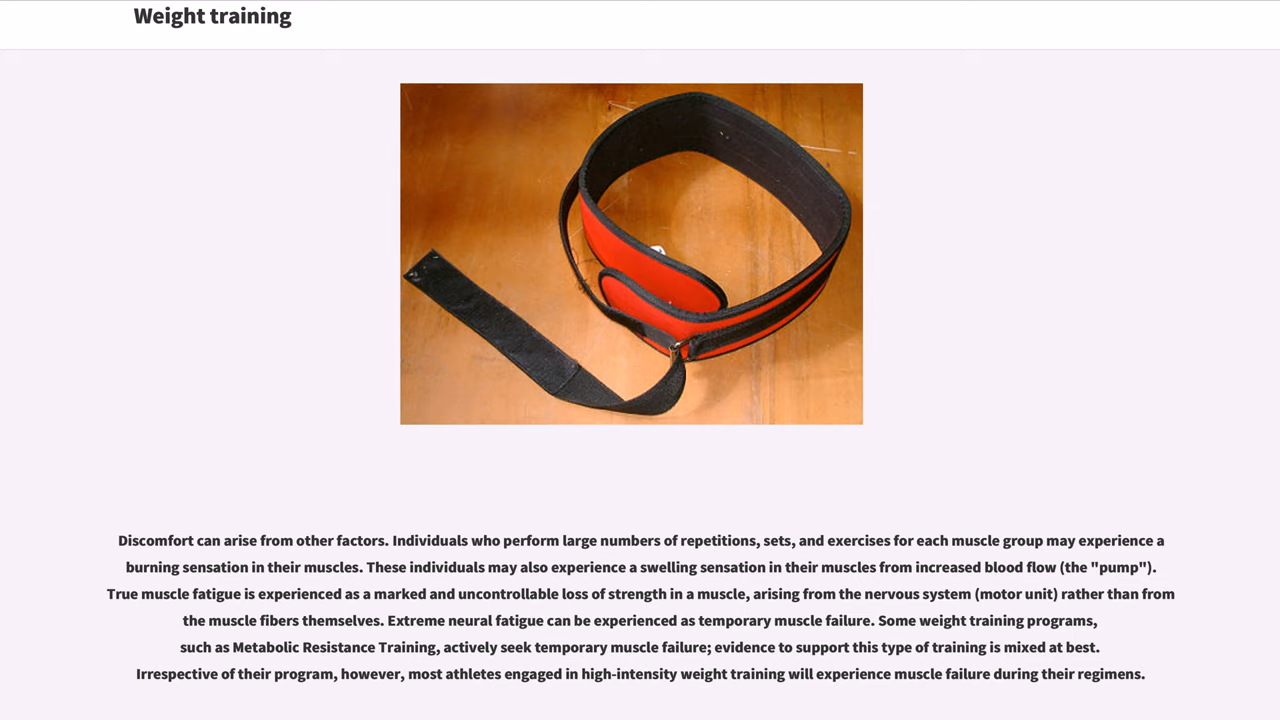 Weight training
Discomfort can arise from other factors. Individuals who perform large numbers of repetitions, sets, and exercises for each muscle group may experience a
burning sensation in their muscles. These individuals may also experience a swelling sensation in their muscles from increased blood flow (the "pump").
True muscle fatigue is experienced as a marked and uncontrollable loss of strength in a muscle, arising from the nervous system (motor unit) rather than from
the muscle fibers themselves. Extreme neural fatigue can be experienced as temporary muscle failure. Some weight training programs,
such as Metabolic Resistance Training, actively seek temporary muscle failure; evidence to support this type of training is mixed at best.
Irrespective of their program, however, most athletes engaged in high-intensity weight training will experience muscle failure during their regimens.